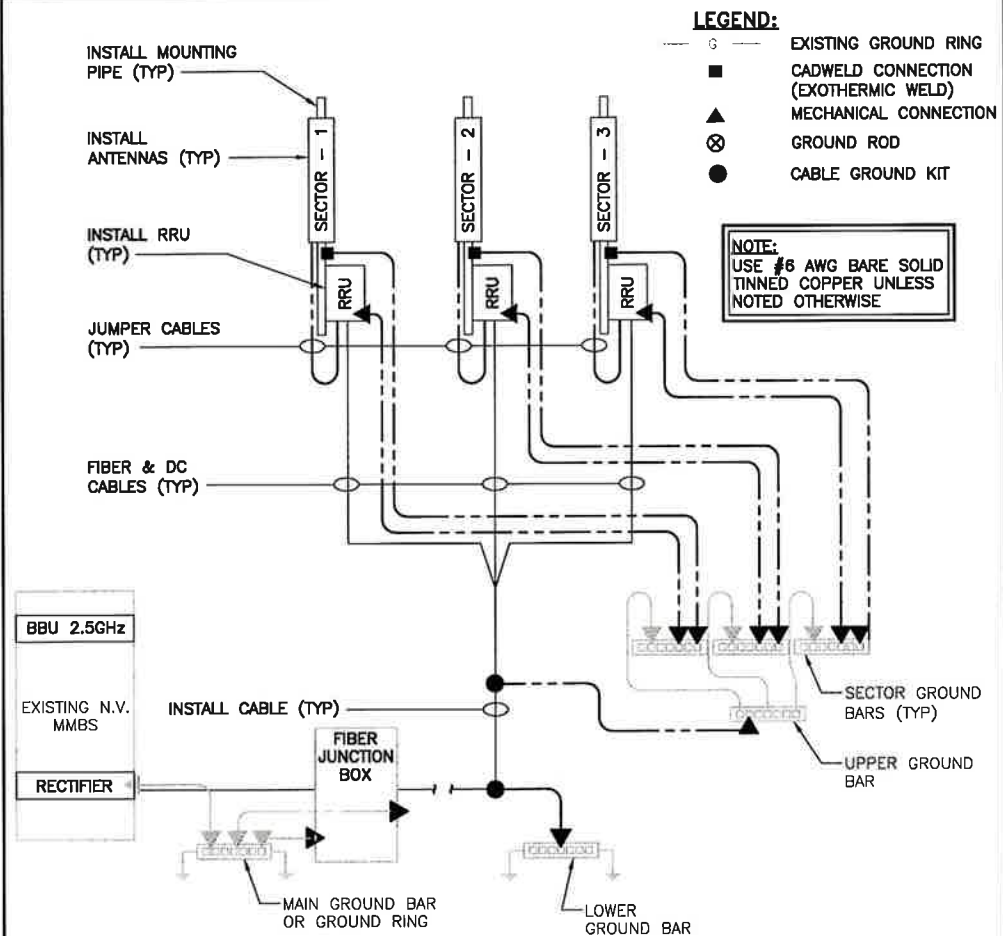 LEGEND:
G EXISTING GROUND RING
CADWELD CONNECTION
(EXOTHERMIC WELD)
MECHANICAL CONNECTION
GROUND ROD
CABLE GROUND KIT
NOTE:
USE #6 AWG BARE SOLID
TINNED COPPER UNLESS
NOTED OTHERWISE
INSTALL MOUNTING
PIPE (TYP)
INSTALL
ANTENNAS (TYP)
INSTALL RRU
(TYP)
JUMPER CABLES
(TYP)
FIBER & DC
CABLES (TYP)
SECTOR - 1
SECTOR - 2
SECTOR - 3
RRU
RRU
RRU
BBU 2.5GHz
EXISTING N.V.
MMBS
RECTIFIER
INSTALL CABLE (TYP)
FIBER
JUNCTION
BOX
SECTOR GROUND
BARS (TYP)
UPPER GROUND
BAR
MAIN GROUND BAR
OR GROUND RING
LOWER
GROUND BAR